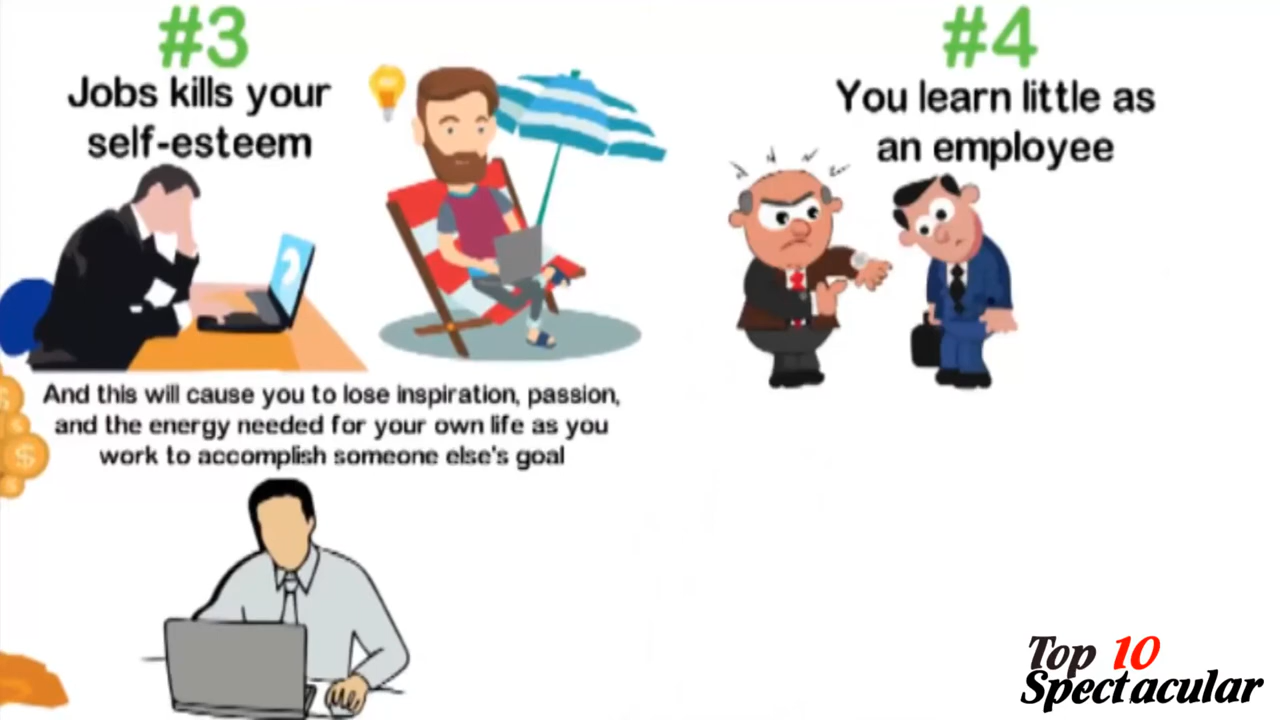 #3
Jobs kills your
self-esteem
And this will cause you to lose inspiration, passion,
and the energy needed for your own life as you
work to accomplish someone else's goal
#4
You learn little as
an employee
Top 10
Spectacular